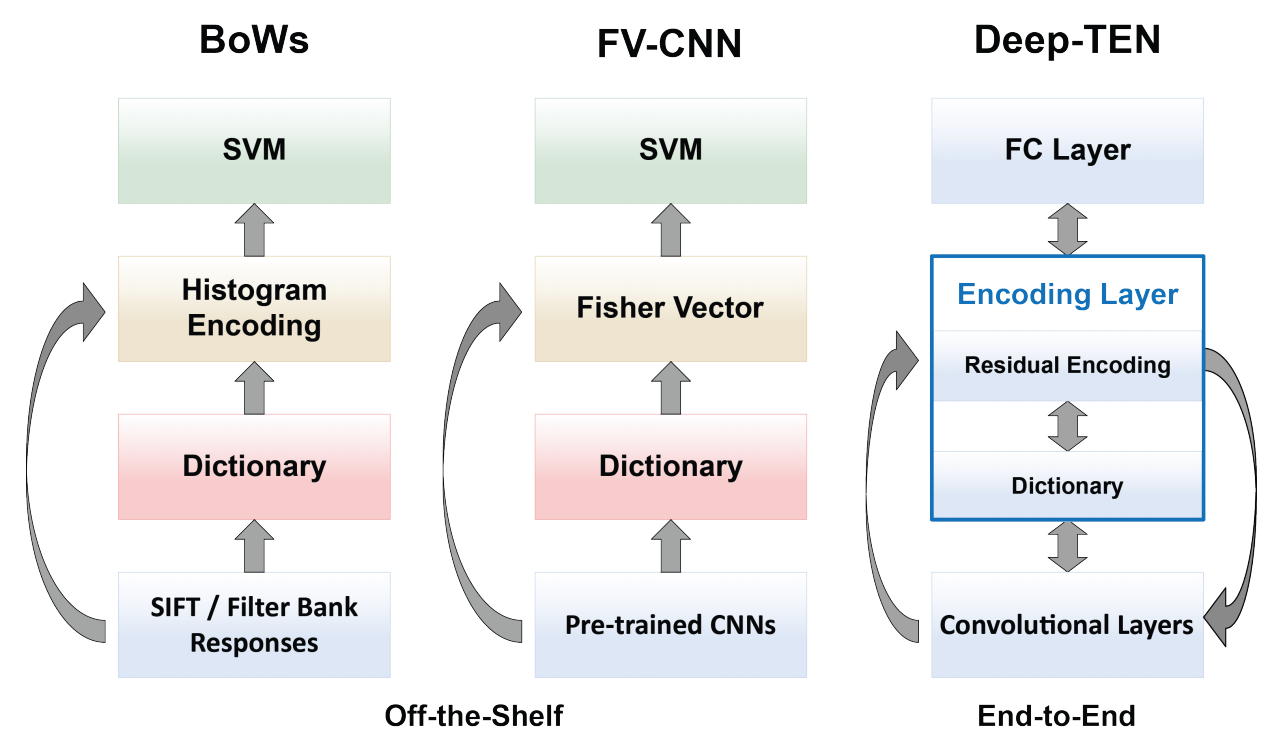 BoWs
SVM
Histogram
Encoding
Dictionary
SIFT / Filter Bank
Responses
FV-CNN
SVM
Fisher Vector
Dictionary
Pre-trained CNNs
Off-the-Shelf
Deep-TEN
FC Layer
Encoding Layer
Residual Encoding
Dictionary
Convolutional Layers
End-to-End